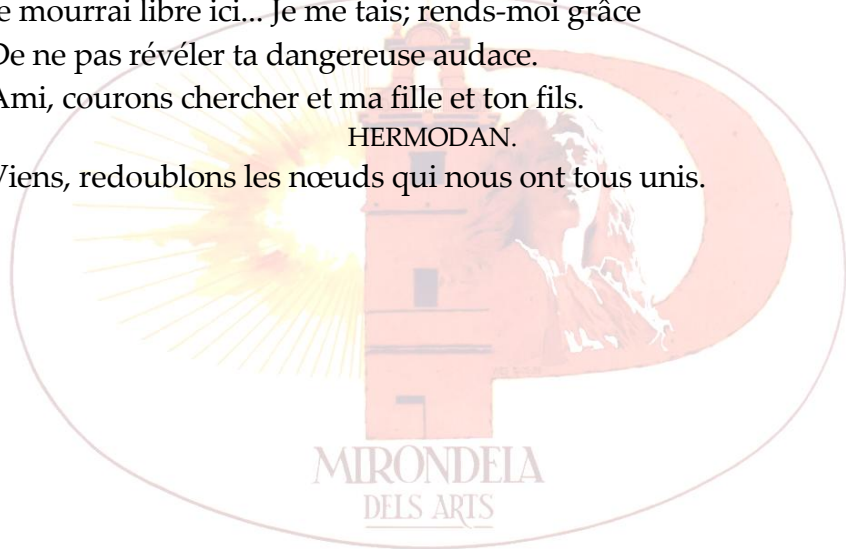 Je mourrai libre ici... Je me tais; rends-moi grâce
De ne pas révéler ta dangereuse audace.
Ami, courons chercher et ma fille et ton fils.
HERMODAN.
Viens, redoublons les nœuds qui nous ont tous unis.
MIRONDELA
DELS ARTS